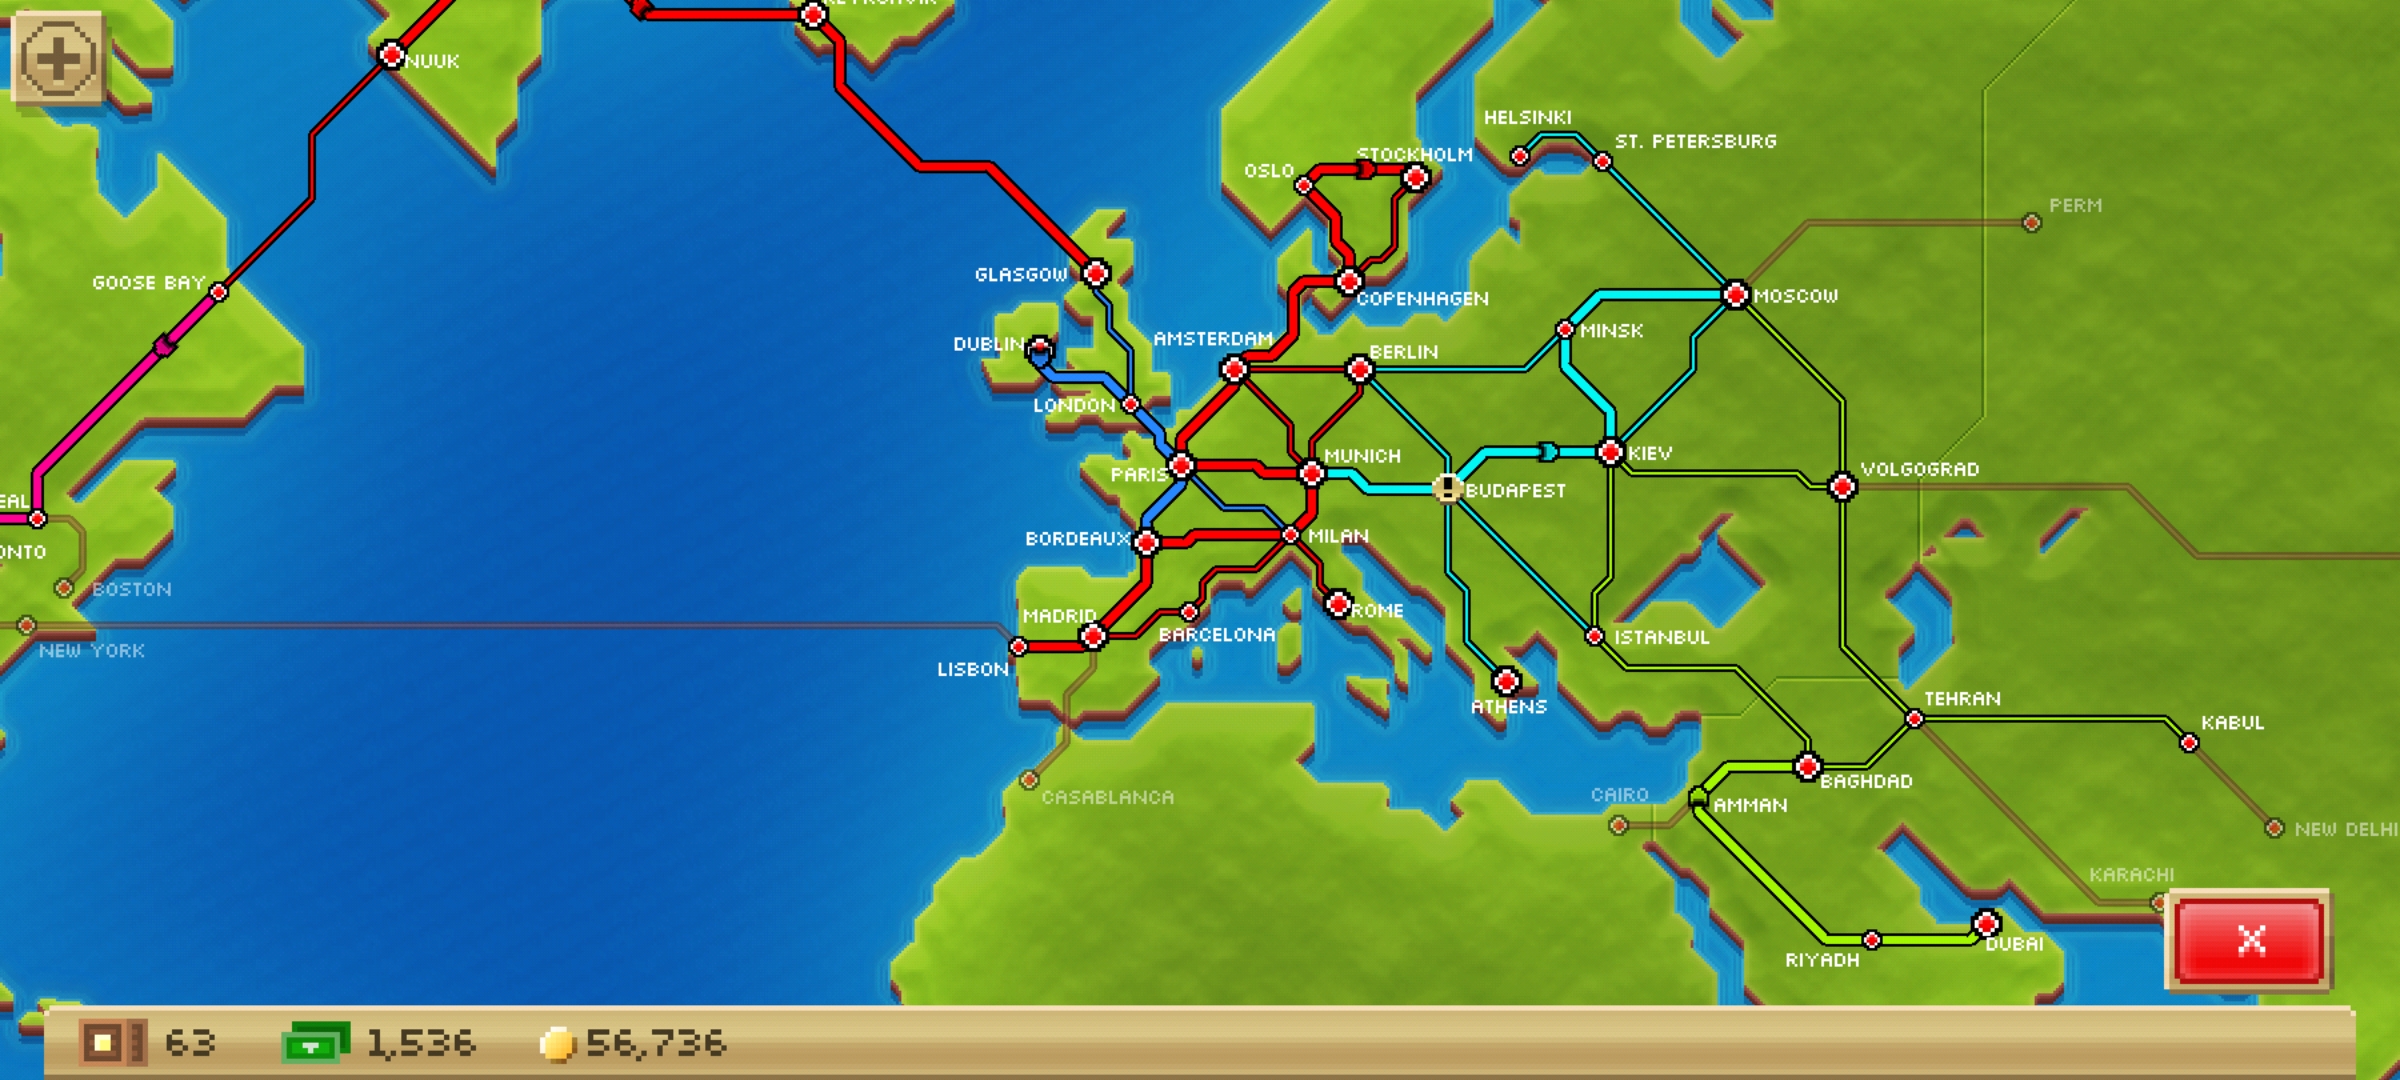 NUUK
HELSINKI
ST. PETERSBURG
STOCKHOLM
OSLO
PERM
GLASGOW
GOOSE BAY
COPENHAGEN
MOSCOW
MINSK
AMSTERDAM
DUBLIN
BERLIN
LONDON
MUNICH
KIEV
PARIS
VOLGOGRAD
BUDAPEST
EAL
BORDEAUX
MILAN
ONTO
BOSTON
MADRID
ROME
BARCELONA
ISTANBUL
NEW YORK
LISBON
ATHENS
TEHRAN
KABUL
BAGHDAD
CASABLANCA
CAIRO
AMMAN
NEW DELHI
KARACHI
DUBAI
RIYADH
X
63
1,536
56,736